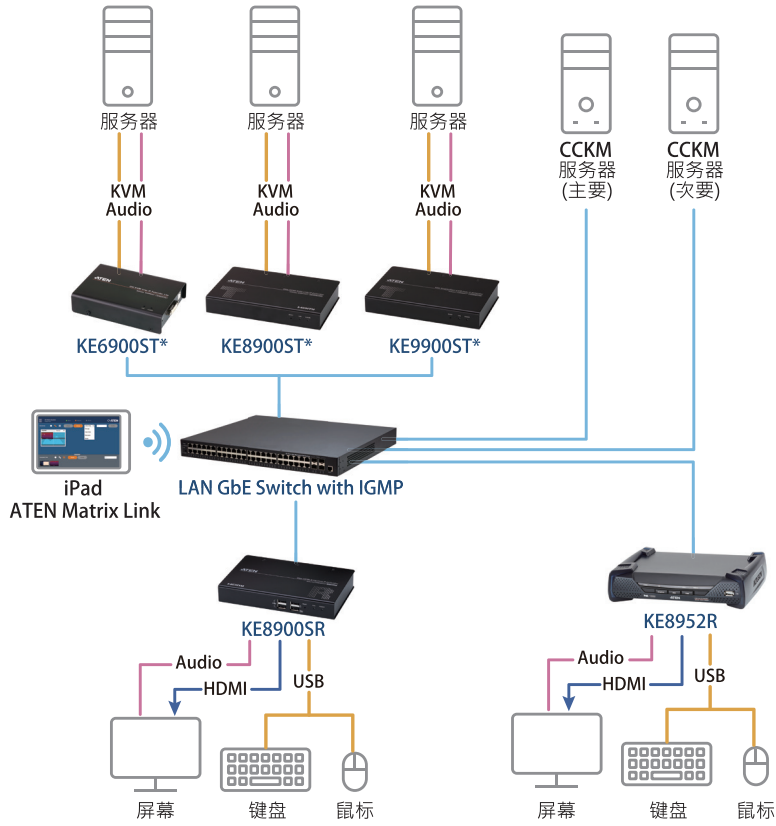 服务器
服务器
服务器
CCKM
服务器
(主要)
CCKM
服务器
(次要)
KVM
Audio
KVM
Audio
KVM
Audio
ATEN
ATEN
ATEN
KE6900ST*
KE8900ST*
KE9900ST*
iPad
ATEN Matrix Link
LAN GbE Switch with IGMP
ATEN
KE8900SR
KE8952R
Audio
HDMI
USB
Audio
HDMI
USB
屏幕
键盘
鼠标
屏幕
键盘
鼠标